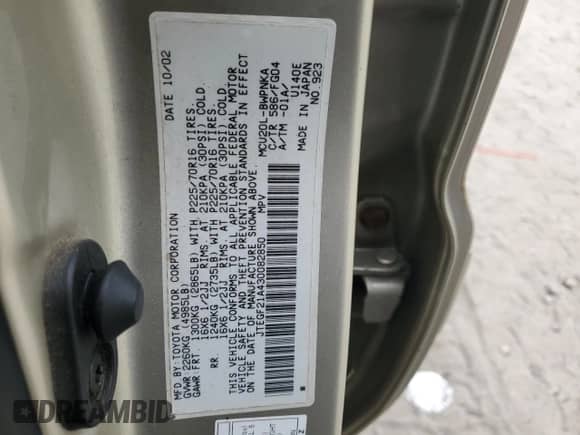 MFD. BY: TOYOTA MOTOR CORPORATION DATE 10/02
GVWR: 2260KG (4985LB)
GAWR: FRT. 1300KG (2865LB) WITH P225/70R16 TIRES.
16X6 1/2JJ RIMS. AT 210KPA (30PSI) COLD.
RR 1240KG (2735LB) WITH P225/70R16 TIRES.
16X6 1/2JJ RIMS. AT 210KPA (30PSI) COLD.
THIS VEHICLE CONFORMS TO ALL APPLICABLE FEDERAL MOTOR
VEHICLE SAFETY AND THEFT PREVENTION STANDARDS IN EFFECT
ON THE DATE OF MANUFACTURE SHOWN ABOVE.
JTEGF21A430082850 MPV
MCU20L-BWPNKA
C/TR 586/FG04
A/TM -01A/ U140E
MADE IN JAPAN
NO.923
DREAMBID